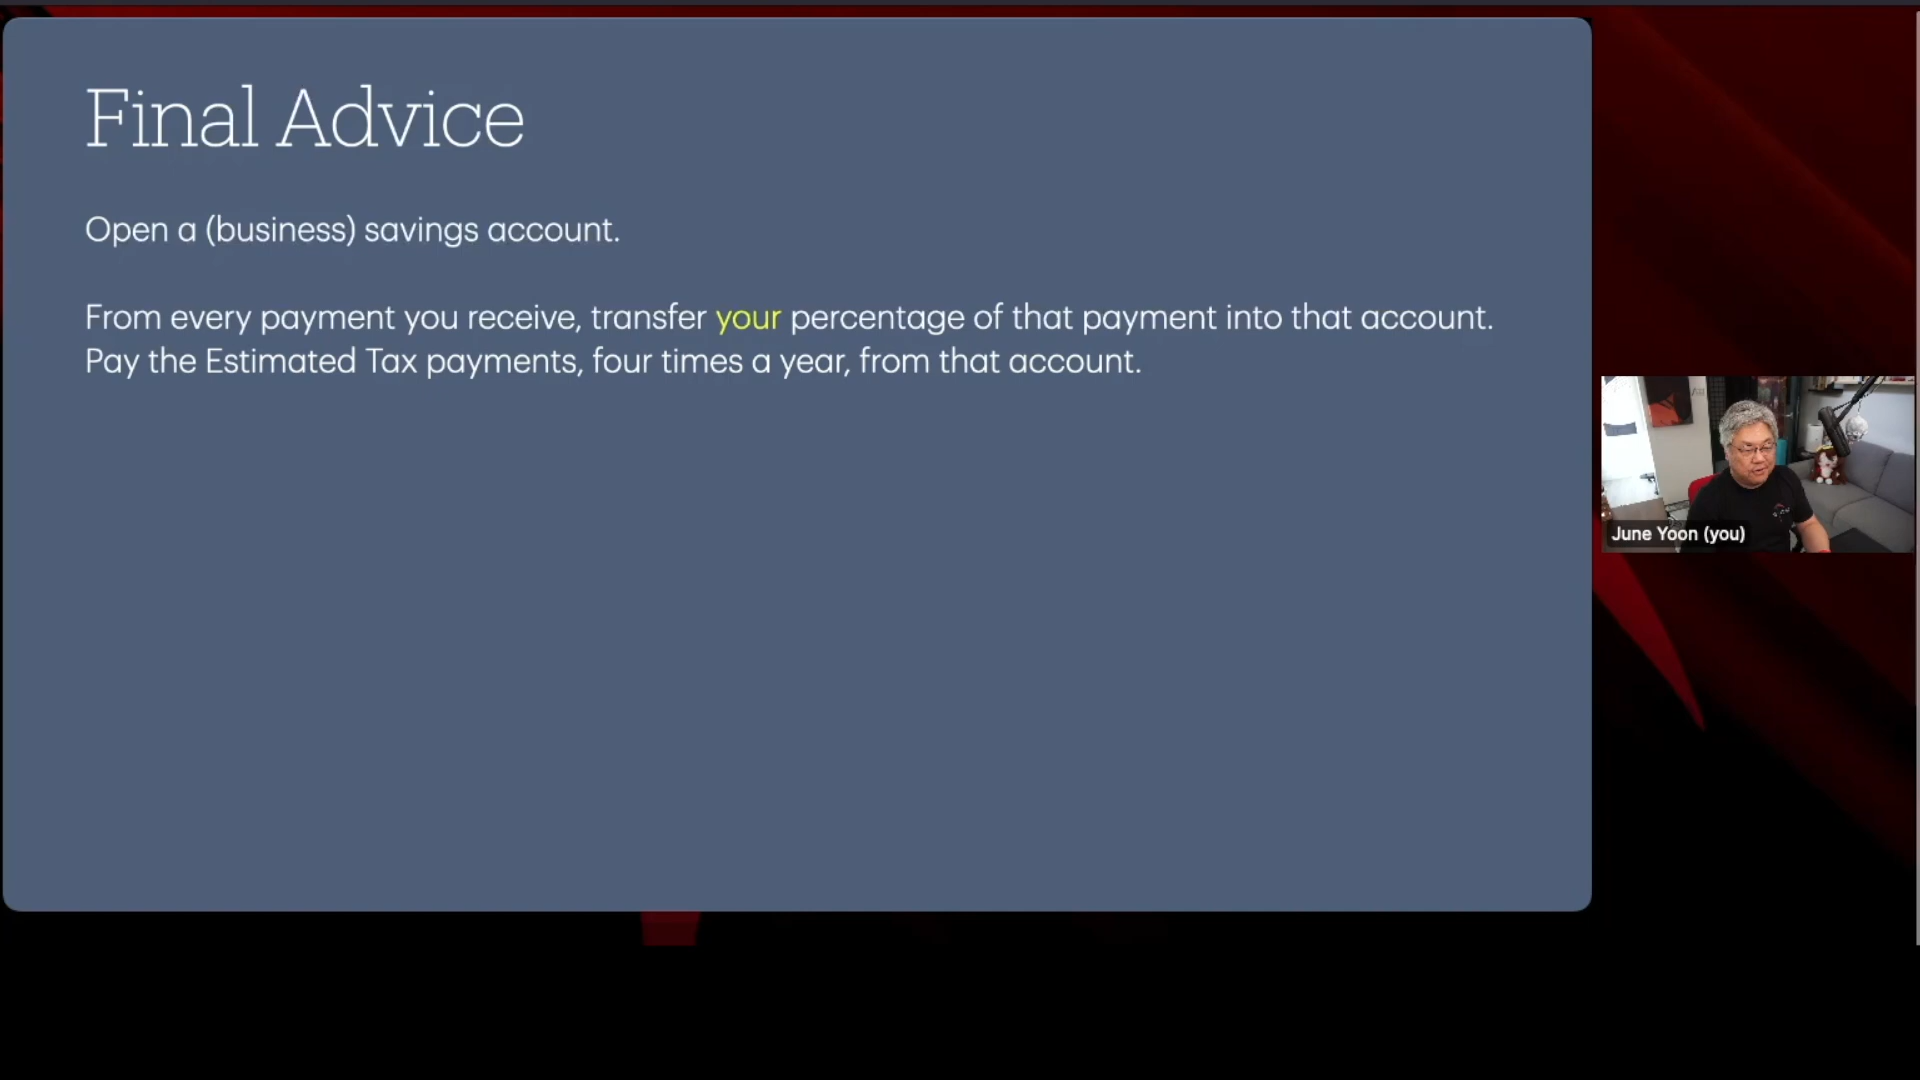 Final Advice
Open a (business) savings account.
From every payment you receive, transfer your percentage of that payment into that account.
Pay the Estimated Tax payments, four times a year, from that account.
June Yoon (you)